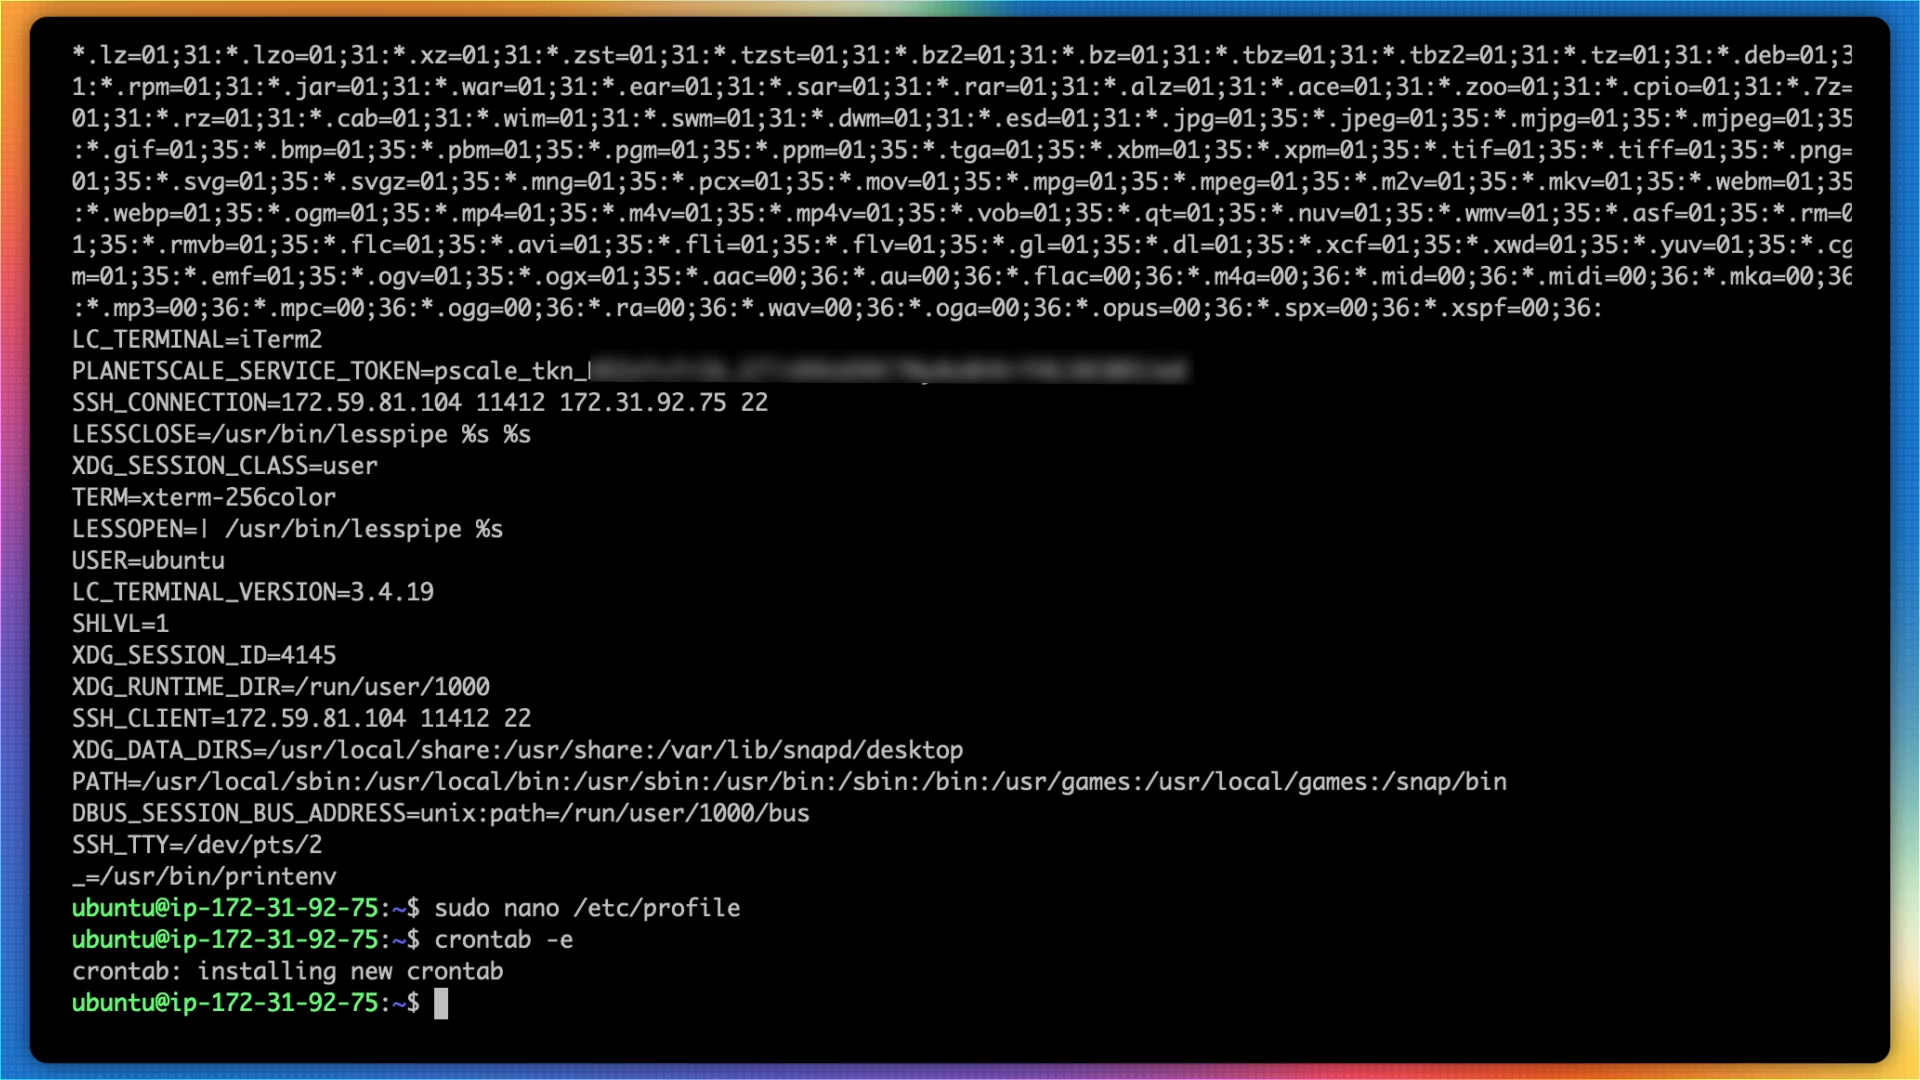 *.lz=01;31:*.lzo=01;31:*.xz=01;31:*.zst=01;31:*.tzst=01;31:*.bz2=01;31:*.bz=01;31:*.tbz=01;31:*.tbz2=01;31:*.tz=01;31:*.deb=01;3
1:*.rpm=01;31:*.jar=01;31:*.war=01;31:*.ear=01;31:*.sar=01;31:*.rar=01;31:*.alz=01;31:*.ace=01;31:*.zoo=01;31:*.cpio=01;31:*.7z=
01;31:*.rz=01;31:*.cab=01;31:*.wim=01;31:*.swm=01;31:*.dwm=01;31:*.esd=01;31:*.jpg=01;35:*.jpeg=01;35:*.mjpg=01;35:*.mjpeg=01;35
:*.gif=01;35:*.bmp=01;35:*.pbm=01;35:*.pgm=01;35:*.ppm=01;35:*.tga=01;35:*.xbm=01;35:*.xpm=01;35:*.tif=01;35:*.tiff=01;35:*.png=
01;35:*.svg=01;35:*.svgz=01;35:*.mng=01;35:*.pcx=01;35:*.mov=01;35:*.mpg=01;35:*.mpeg=01;35:*.m2v=01;35:*.mkv=01;35:*.webm=01;35
:*.webp=01;35:*.ogm=01;35:*.mp4=01;35:*.m4v=01;35:*.mp4v=01;35:*.vob=01;35:*.qt=01;35:*.nuv=01;35:*.wmv=01;35:*.asf=01;35:*.rm=0
1;35:*.rmvb=01;35:*.flc=01;35:*.avi=01;35:*.fli=01;35:*.flv=01;35:*.gl=01;35:*.dl=01;35:*.xcf=01;35:*.xwd=01;35:*.yuv=01;35:*.cg
m=01;35:*.emf=01;35:*.ogv=01;35:*.ogx=01;35:*.aac=00;36:*.au=00;36:*.flac=00;36:*.m4a=00;36:*.mid=00;36:*.midi=00;36:*.mka=00;36
:*.mp3=00;36:*.mpc=00;36:*.ogg=00;36:*.ra=00;36:*.wav=00;36:*.oga=00;36:*.opus=00;36:*.spx=00;36:*.xspf=00;36:
LC_TERMINAL=iTerm2
PLANETSCALE_SERVICE_TOKEN=pscale_tkn_
SSH_CONNECTION=172.59.81.104 11412 172.31.92.75 22
LESSCLOSE=/usr/bin/lesspipe %s %s
XDG_SESSION_CLASS=user
TERM=xterm-256color
LESSOPEN=| /usr/bin/lesspipe %s
USER=ubuntu
LC_TERMINAL_VERSION=3.4.19
SHLVL=1
XDG_SESSION_ID=4145
XDG_RUNTIME_DIR=/run/user/1000
SSH_CLIENT=172.59.81.104 11412 22
XDG_DATA_DIRS=/usr/local/share:/usr/share:/var/lib/snapd/desktop
PATH=/usr/local/sbin:/usr/local/bin:/usr/sbin:/usr/bin:/sbin:/bin:/usr/games:/usr/local/games:/snap/bin
DBUS_SESSION_BUS_ADDRESS=unix:path=/run/user/1000/bus
SSH_TTY=/dev/pts/2
_=/usr/bin/printenv
ubuntu@ip-172-31-92-75:~$ sudo nano /etc/profile
ubuntu@ip-172-31-92-75:~$ crontab -e
crontab: installing new crontab
ubuntu@ip-172-31-92-75:~$